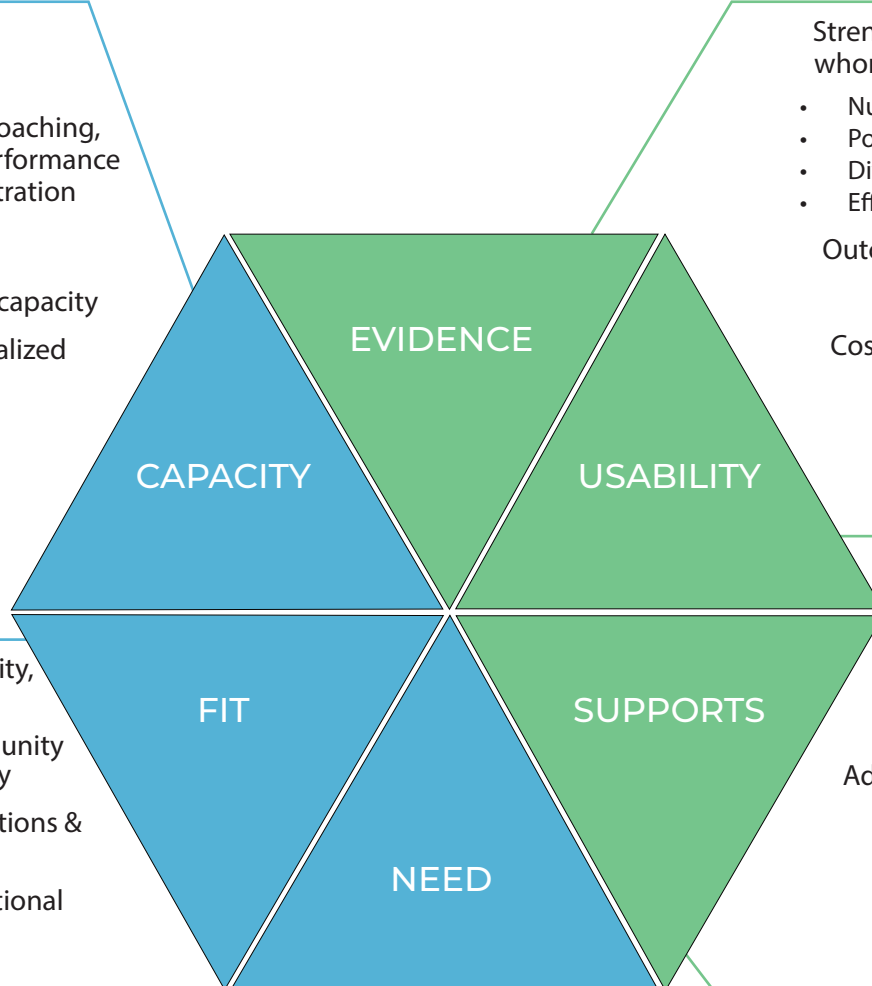 oaching,
rformance
tration
capacity
alized
Stren
whor
• Nu
• Po
• Di
• Eff
Oute
Cos
EVIDENCE
CAPACITY
USABILITY
FIT
SUPPORTS
NEED
ity,
unity
y
tions &
tional
Ad